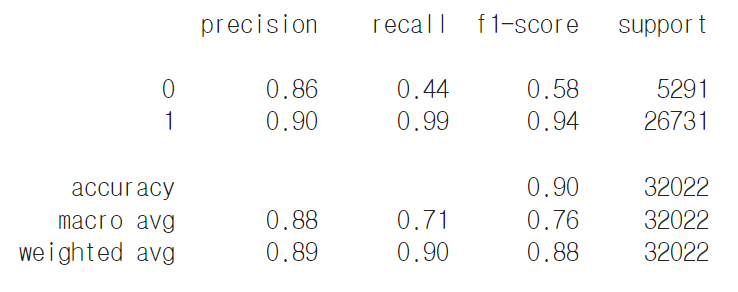 precision recall f1-score support
0 0.86 0.44 0.58 5291
1 0.90 0.99 0.94 26731
accuracy 0.90 32022
macro avg 0.88 0.71 0.76 32022
weighted avg 0.89 0.90 0.88 32022